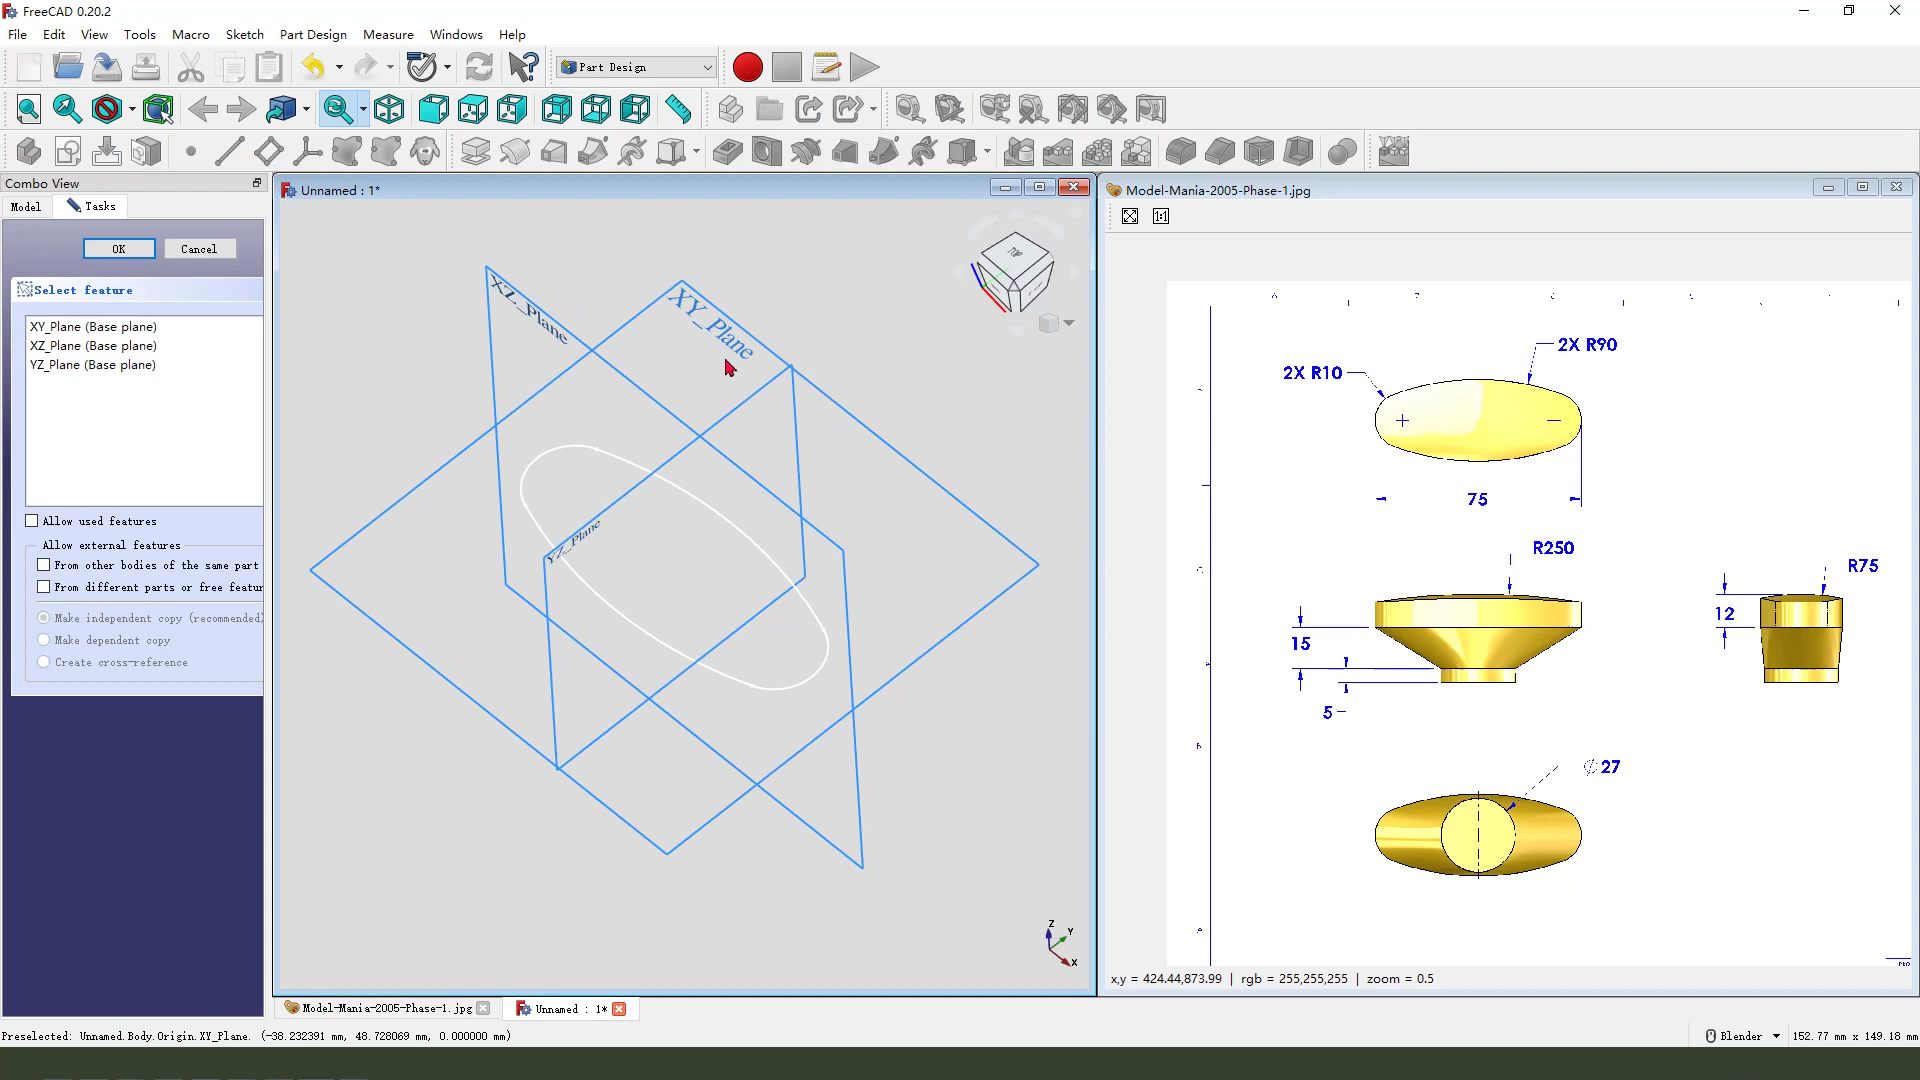 FreeCAD 0.20.2
File Edit View Tools Macro Sketch Part Design Measure Windows Help
Part Design
Combo View
Model Tasks
OK Cancel
Select feature
XY_Plane (Base plane)
XZ_Plane (Base plane)
YZ_Plane (Base plane)
Allow used features
Allow external features
From other bodies of the same part
From different parts or free featur
Make independent copy (recommended)
Make dependent copy
Create cross-reference
Unnamed : 1*
XZ_Plane
XY_Plane
YZ_Plane
TOP
Z
Y
X
Model-Mania-2005-Phase-1.jpg
1:1
2X R90
2X R10
75
R250
R75
12
15
5
27
x,y = 424.44,873.99 | rgb = 255,255,255 | zoom = 0.5
Model-Mania-2005-Phase-1.jpg
Unnamed : 1*
Preselected: Unnamed.Body.Origin.XY_Plane. (-38.232391 mm, 48.728069 mm, 0.000000 mm)
Blender
152.77 mm x 149.18 mm